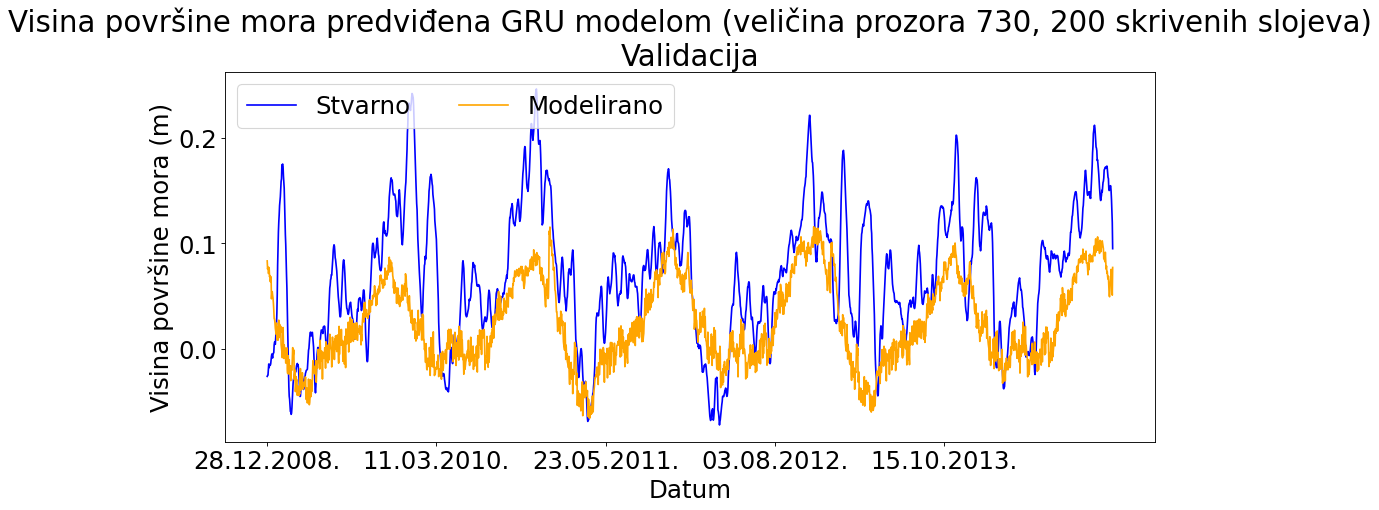 Visina površine mora predviđena GRU modelom (veličina prozora 730, 200 skrivenih slojeva)
Validacija
Stvarno Modelirano
Visina površine mora (m)
0.2
0.1
0.0
28.12.2008. 11.03.2010. 23.05.2011. 03.08.2012. 15.10.2013.
Datum